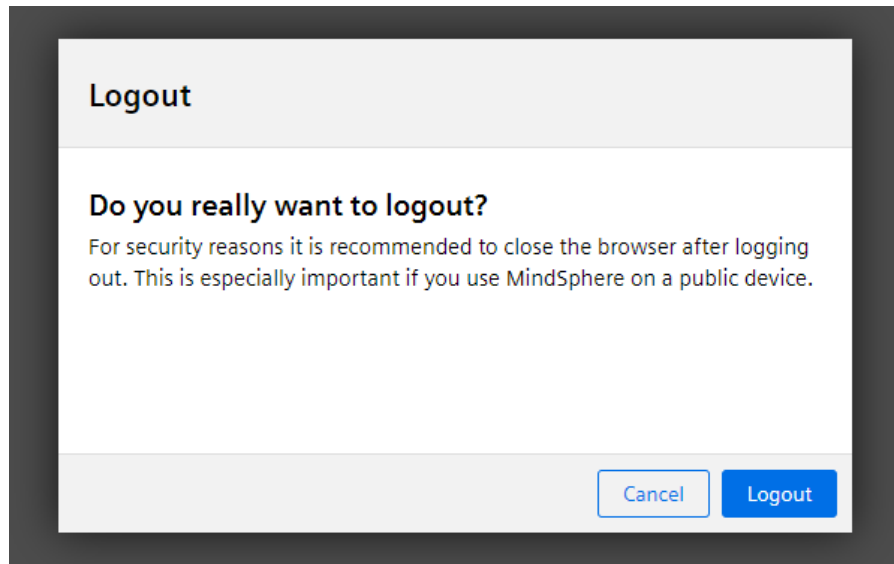 Logout
Do you really want to logout?
For security reasons it is recommended to close the browser after logging
out. This is especially important if you use MindSphere on a public device.
Cancel Logout